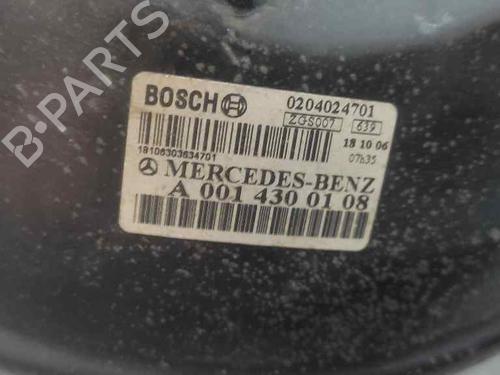 B-PARTS
BOSCH
0204024701
ZGS007
639
18 10 06
07h35
18106303634701
MERCEDES-BENZ
A 001 430 01 08